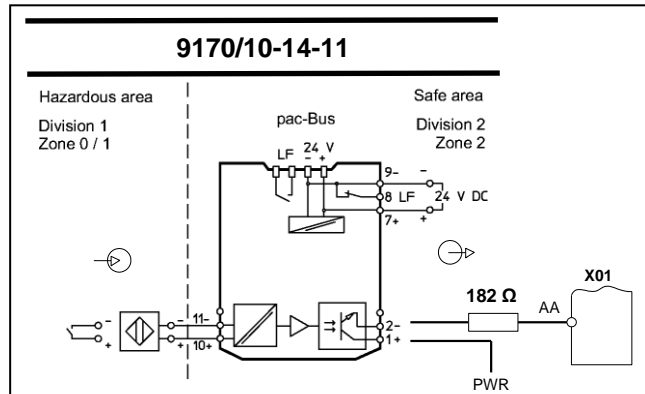 9170/10-14-11
Hazardous area
Division 1
Zone 0 / 1
pac-Bus
Safe area
Division 2
Zone 2
LF 24 V
- +
9-
-
8 LF
24 V DC
7+
+
X01
182 Ω
AA
- - 11-
+ + 10+
2-
1+
PWR